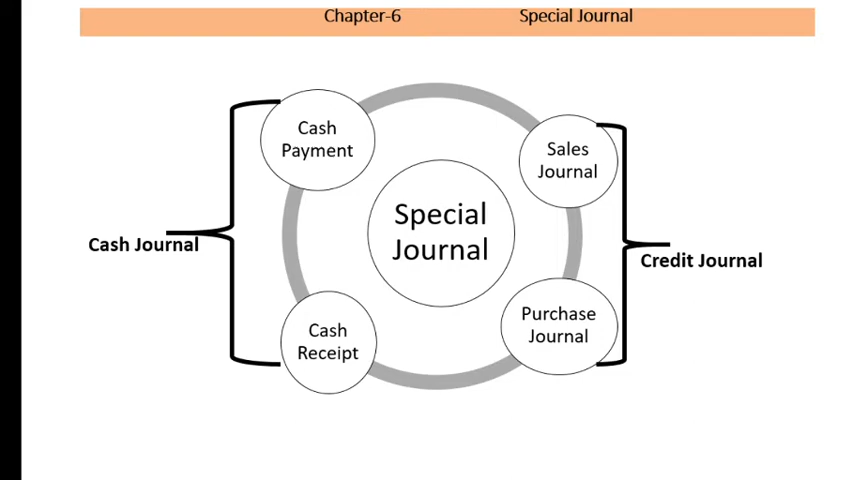 Chapter-6 Special Journal
Cash
Payment
Sales
Journal
Special
Journal
Cash Journal
Credit Journal
Purchase
Journal
Cash
Receipt